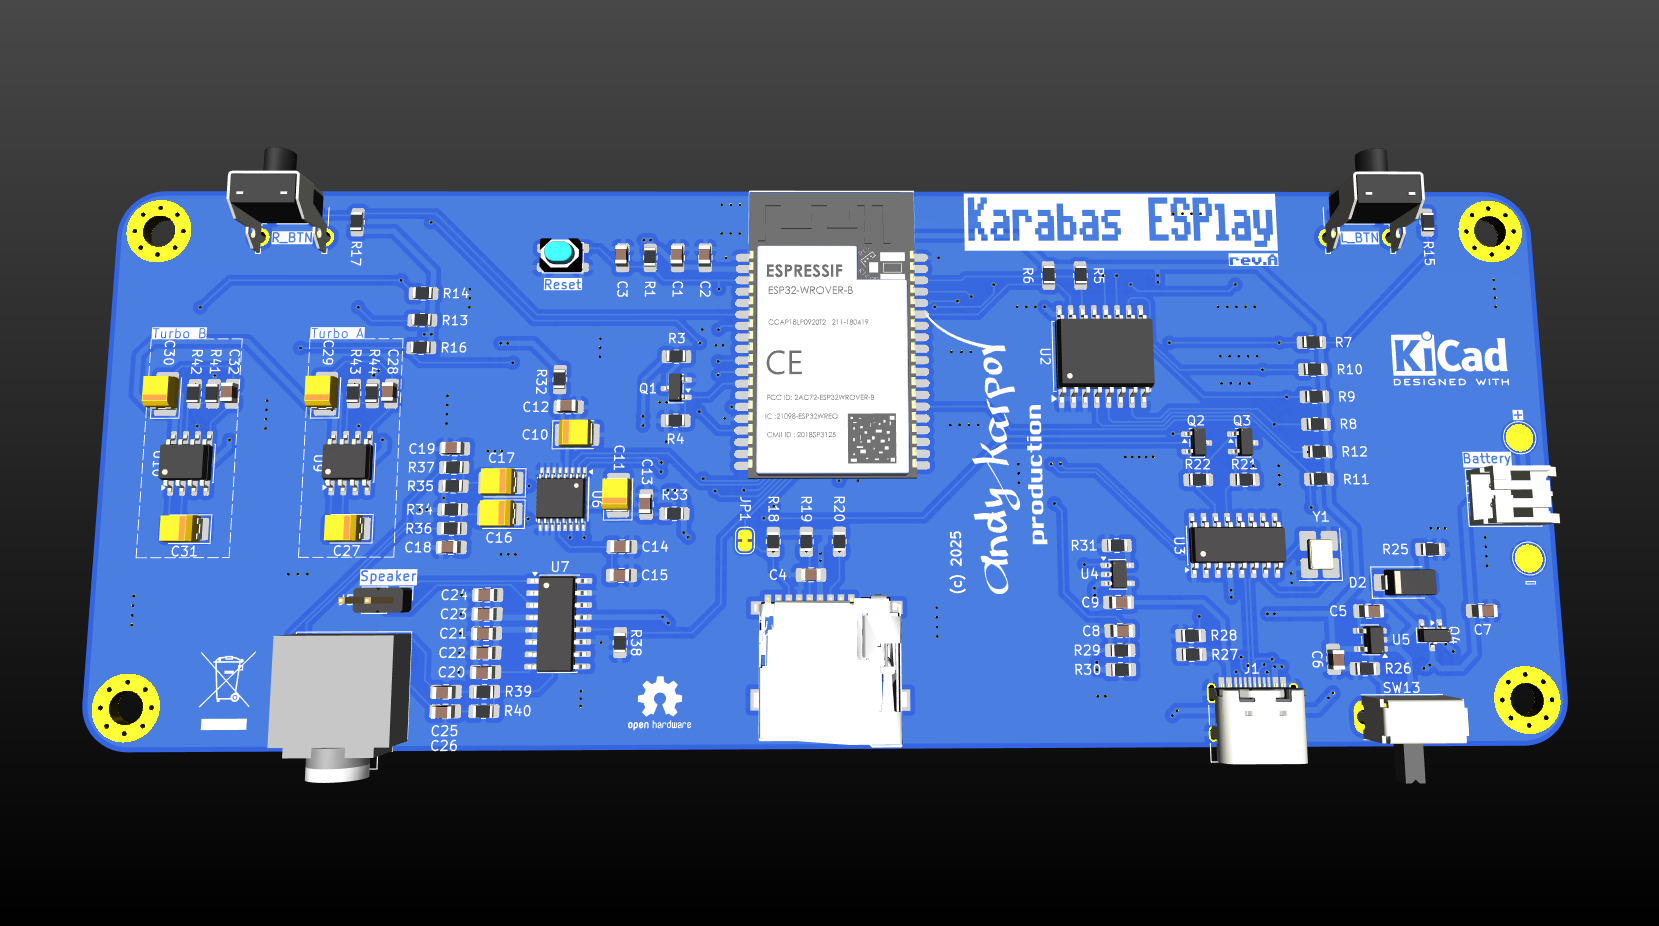 Karabas ESPlay
rev.A
R_BTN
L_BTN
R17
R15
Reset
C3
R1
C1
C2
ESPRESSIF
ESP32-WROVER-B
CCAP18LP0920T2 211-180419
CE
FCC ID : 2AC72-ESP32WROVER-B
IC :21098-ESP32WREO
CMII ID : 2018SP3125
R6
R5
U2
R14
R13
R16
Turbo B
Turbo A
C30
R42
R41
C32
C29
R43
R44
C28
U9
C31
C27
R32
C12
C10
R3
Q1
R4
C19
R37
R35
R34
R36
C18
C17
C16
U6
C13
R33
C14
C15
JP1
R18
R19
R20
C4
andy Karpov
production
(c) 2025
R7
R10
R9
R8
R12
R11
Q2
Q3
R22
R21
U3
Y1
KiCad
DESIGNED WITH
+
Battery
-
R25
D2
C5
C7
U5
C6
R26
SW13
R31
U4
C9
C8
R29
R30
R28
R27
J1
Speaker
U7
C24
C23
C21
C22
C20
R39
R40
C25
C26
R38
open hardware